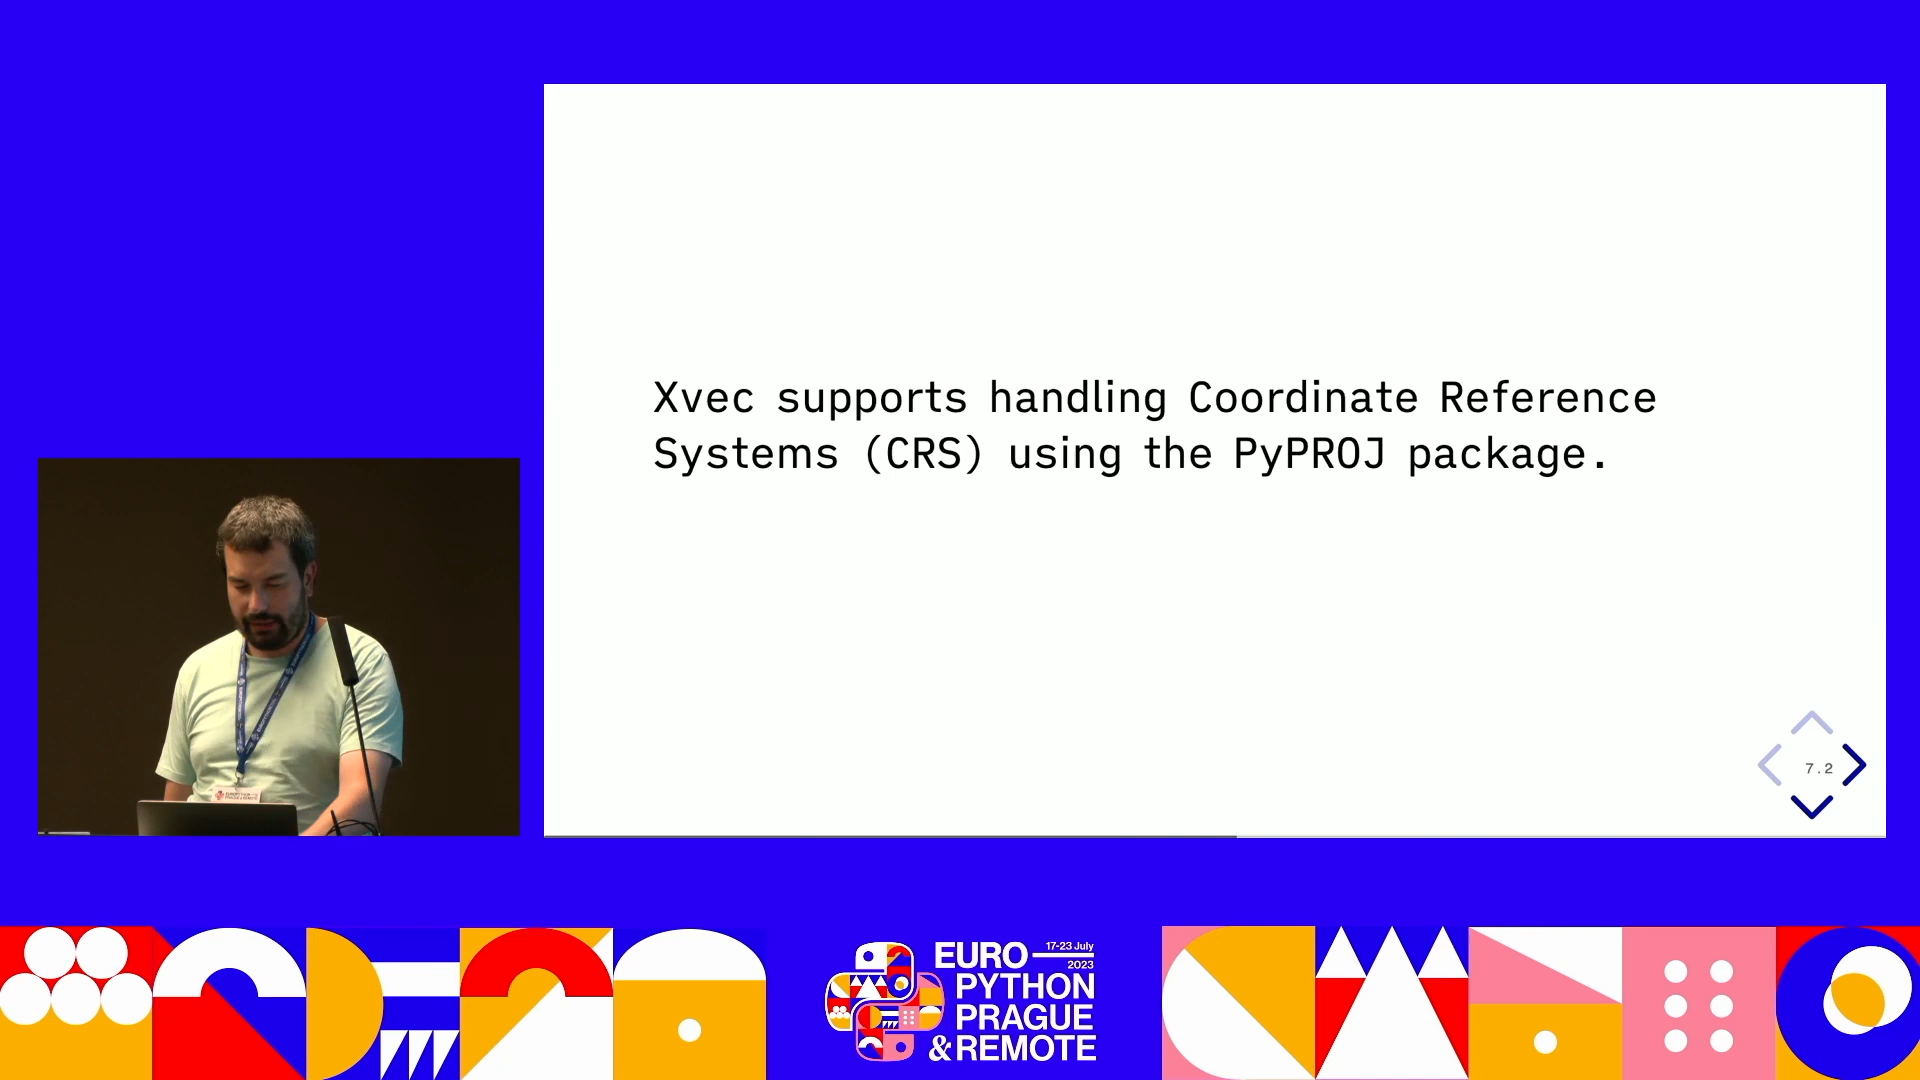 Xvec supports handling Coordinate Reference
Systems (CRS) using the PyPROJ package.
7.2
EURO
17-23 July
2023
PYTHON
PRAGUE
&REMOTE